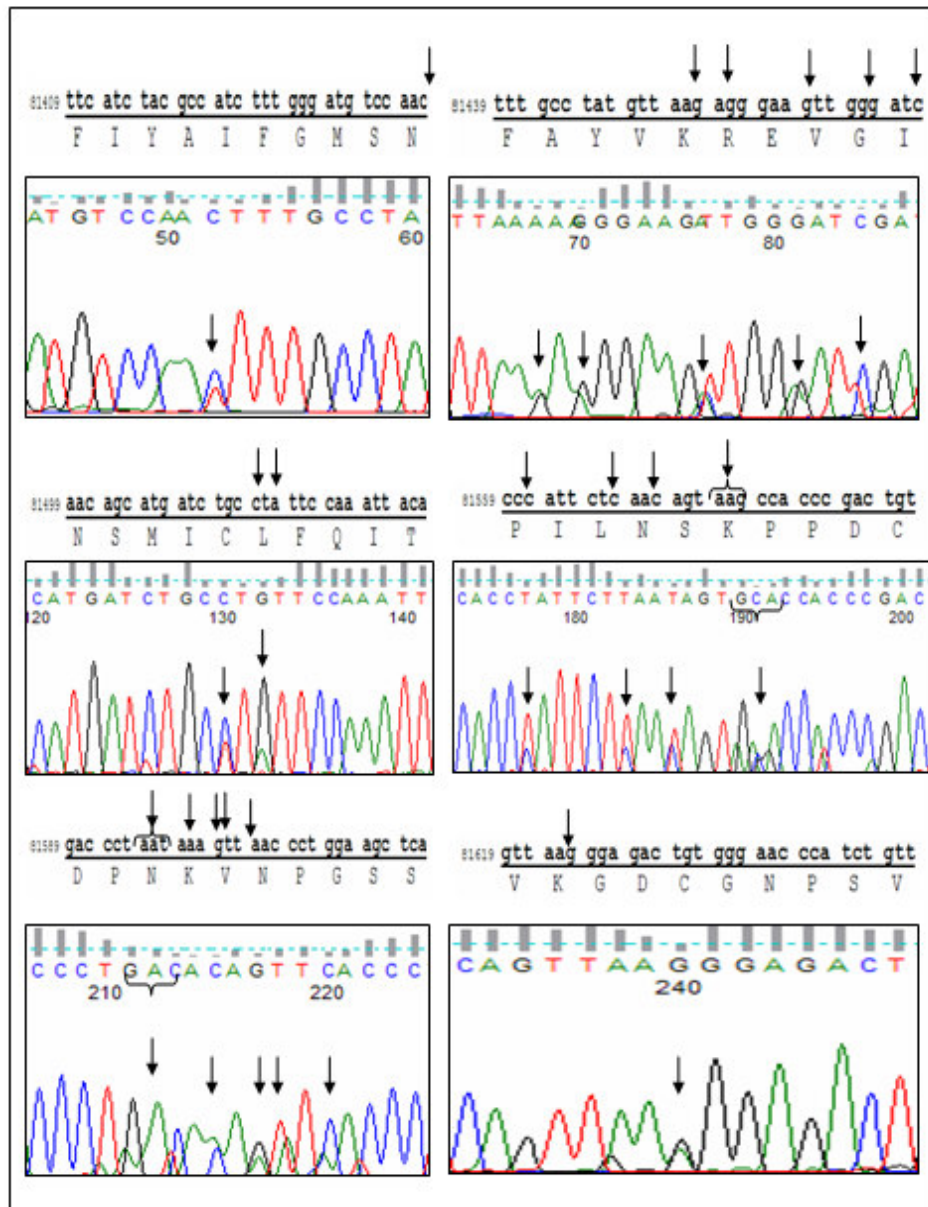 81409 ttc atc tac gcc atc ttt ggg atg tcc aac
F I Y A I F G M S N
81439 ttt gcc tat gtt aag agg gaa gtt ggg atc
F A Y V K R E V G I
ATGTCCAACTTTGCCTA
50 60
TTAAAAAGGGAAGATTGGGATCGAT
70 80
81499 aac agc atg atc tgc cta ttc caa att aca
N S M I C L F Q I T
81559 ccc att ctc aac agt aag cca ccc gac tgt
P I L N S K P P D C
CATGATCTGCCTGTTCCAAATT
120 130 140
CACCTATTCTTAATAGTGCACCACCCGAC
180 190 200
81589 gac cct aat aaa gtt aac cct gga agc tca
D P N K V N P G S S
81619 gtt aag gga gac tgt ggg aac cca tct gtt
V K G D C G N P S V
CCCTGACACAGTTCACCC
210 220
CAGTTAAGGGAGACT
240